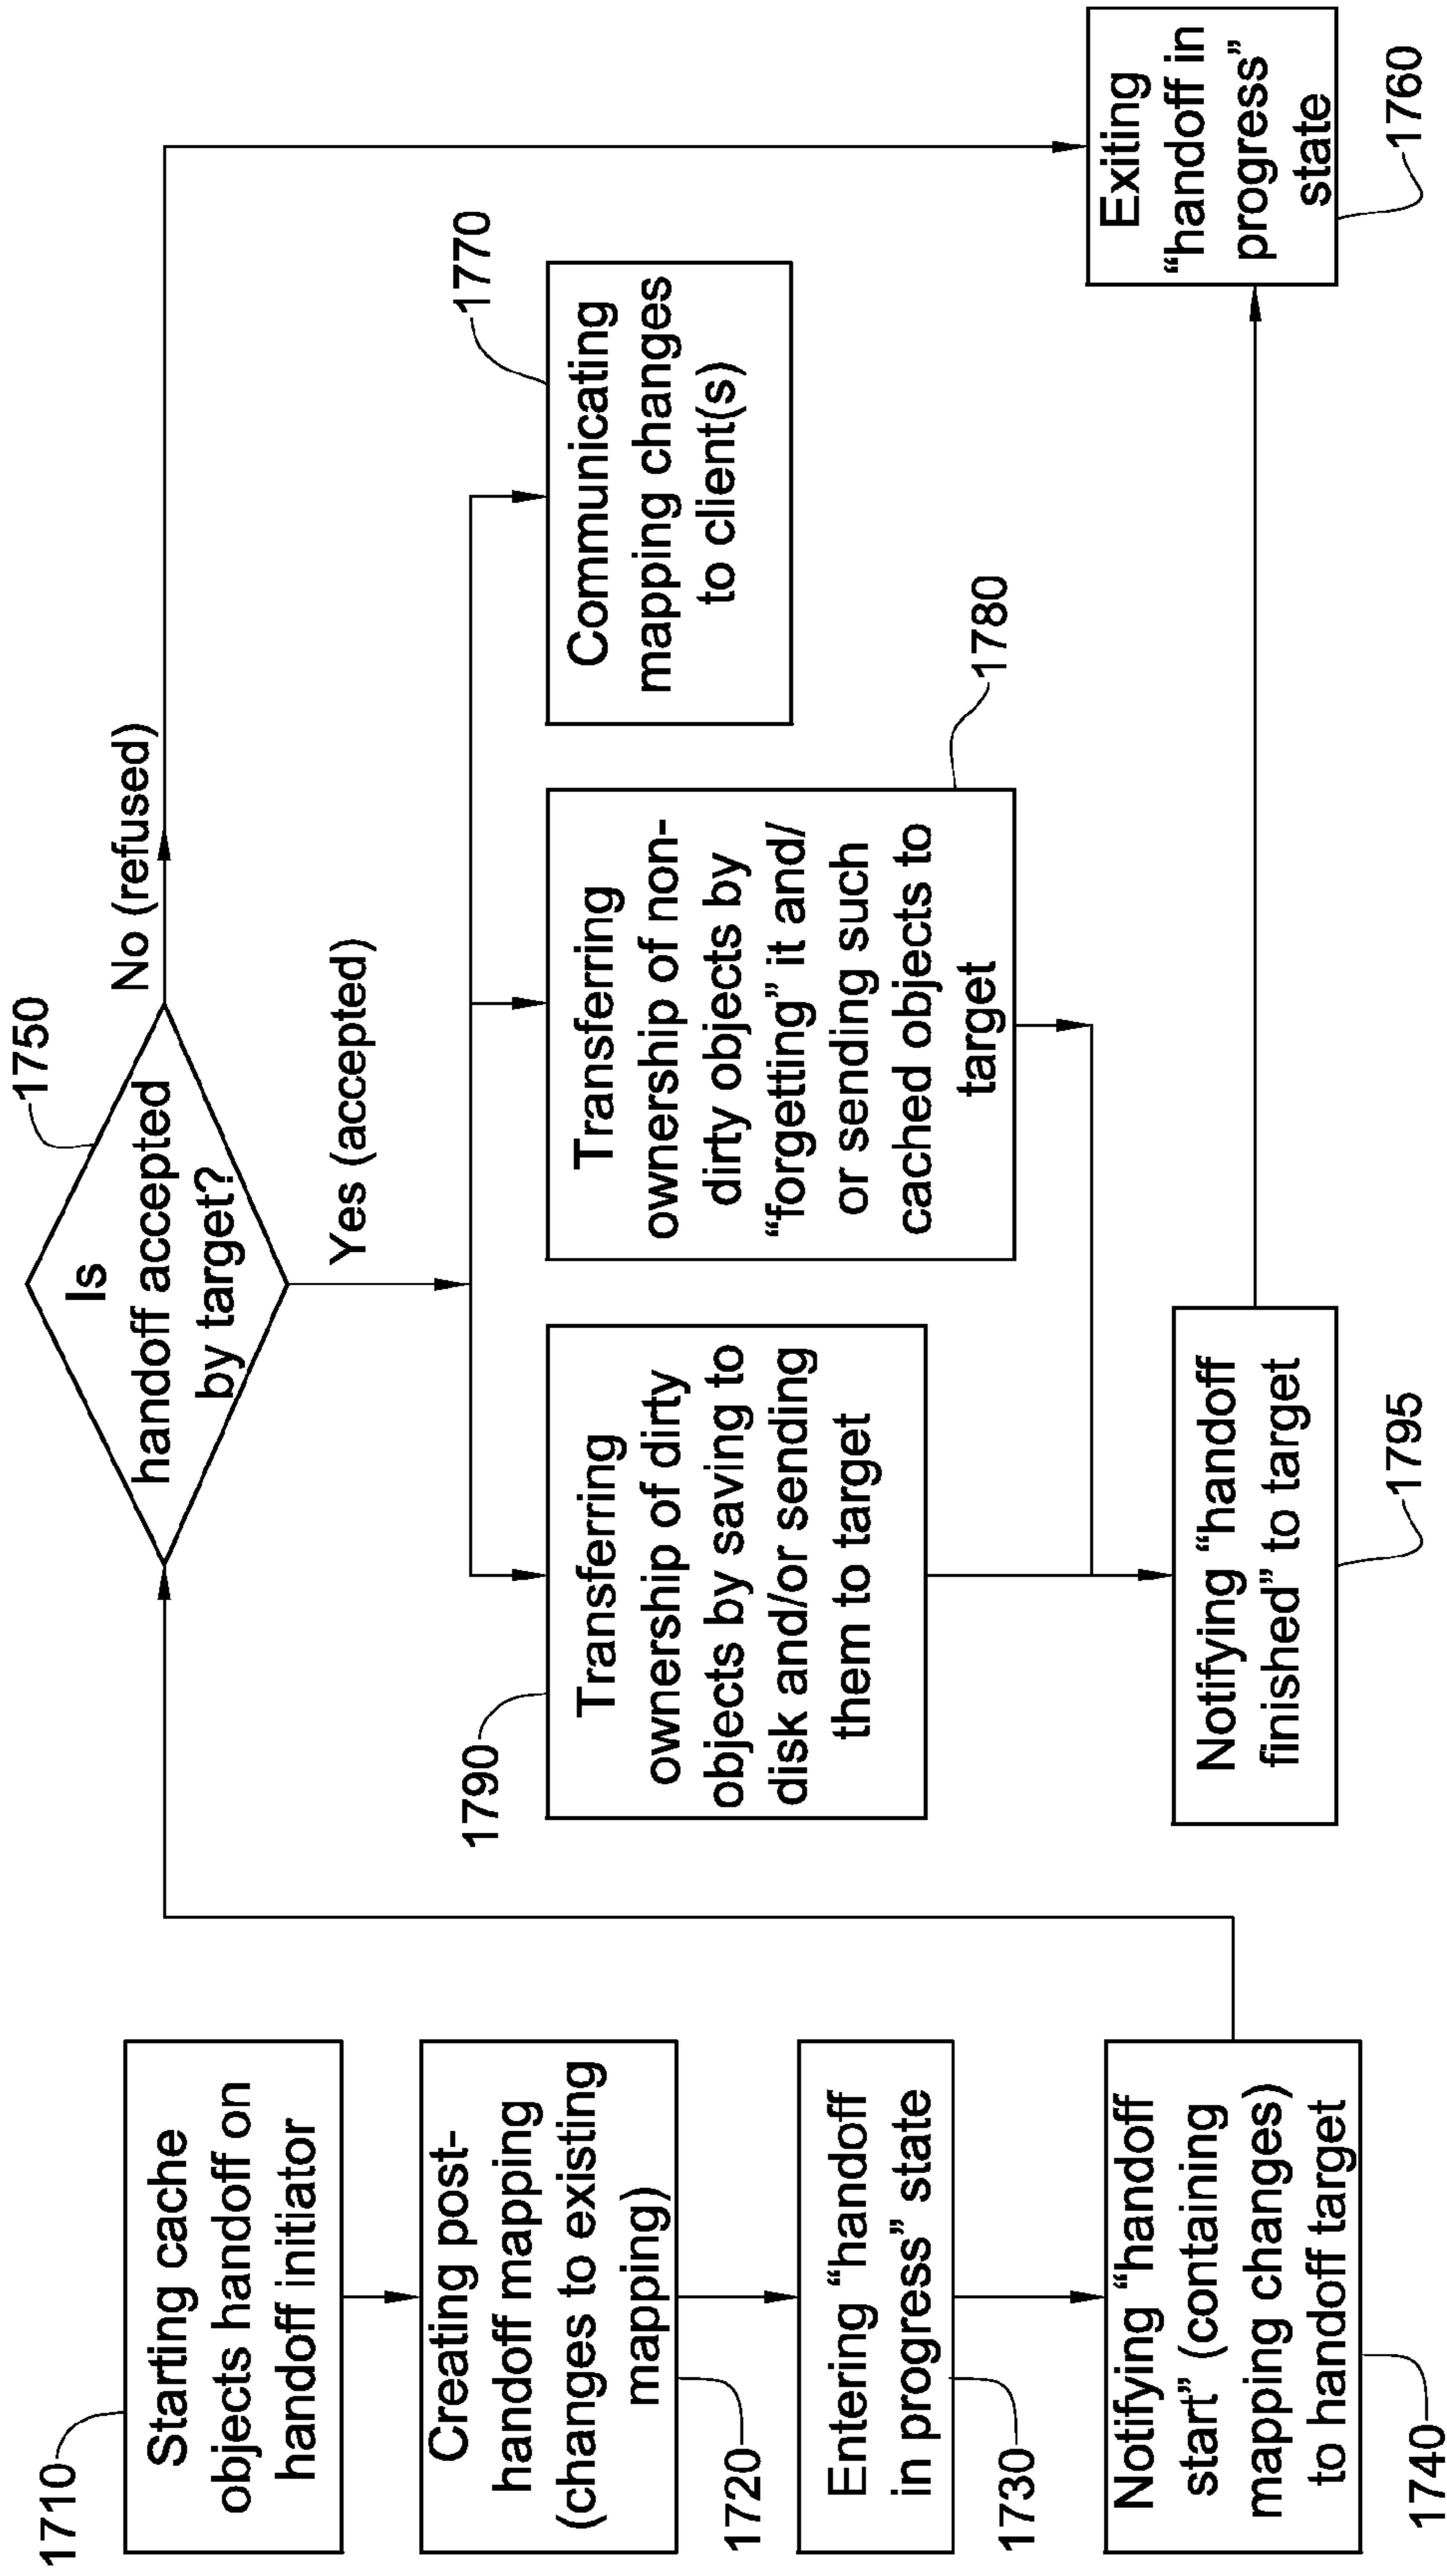 1710
Starting cache
objects handoff on
handoff initiator
Creating post-
handoff mapping
(changes to existing
mapping)
1720
Entering “handoff
in progress” state
1730
Notifying “handoff
start” (containing
mapping changes)
to handoff target
1740
1750
Is
handoff accepted
by target?
No (refused)
Yes (accepted)
1790
Transferring
ownership of dirty
objects by saving to
disk and/or sending
them to target
Transferring
ownership of non-
dirty objects by
“forgetting” it and/
or sending such
cached objects to
target
1780
1770
Communicating
mapping changes
to client(s)
Notifying “handoff
finished” to target
1795
Exiting
“handoff in
progress”
state
1760